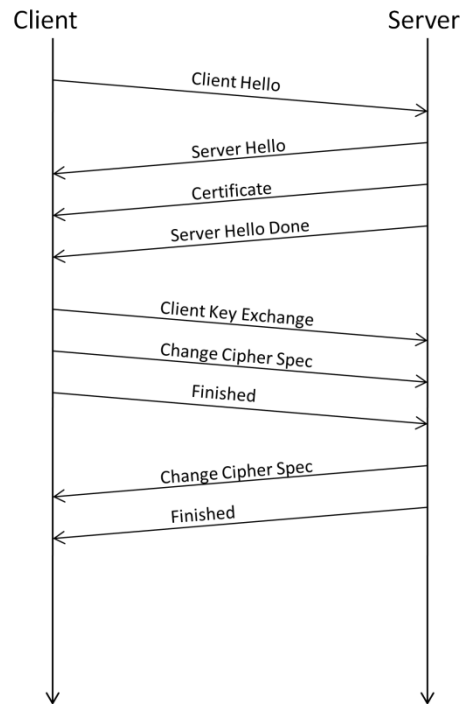 Client
Server
Client Hello
Server Hello
Certificate
Server Hello Done
Client Key Exchange
Change Cipher Spec
Finished
Change Cipher Spec
Finished